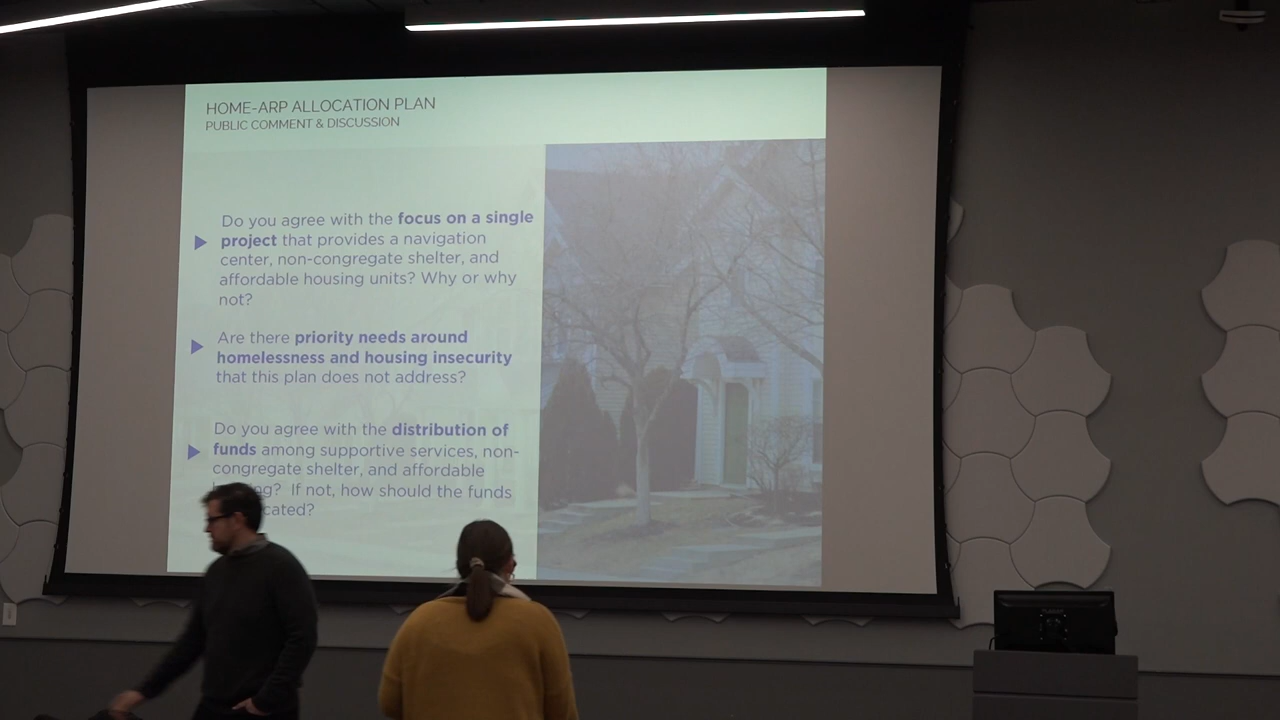 HOME-ARP ALLOCATION PLAN
PUBLIC COMMENT & DISCUSSION
Do you agree with the focus on a single
project that provides a navigation
center, non-congregate shelter, and
affordable housing units? Why or why
not?
Are there priority needs around
homelessness and housing insecurity
that this plan does not address?
Do you agree with the distribution of
funds among supportive services, non-
congregate shelter, and affordable
ng? If not, how should the funds
cated?